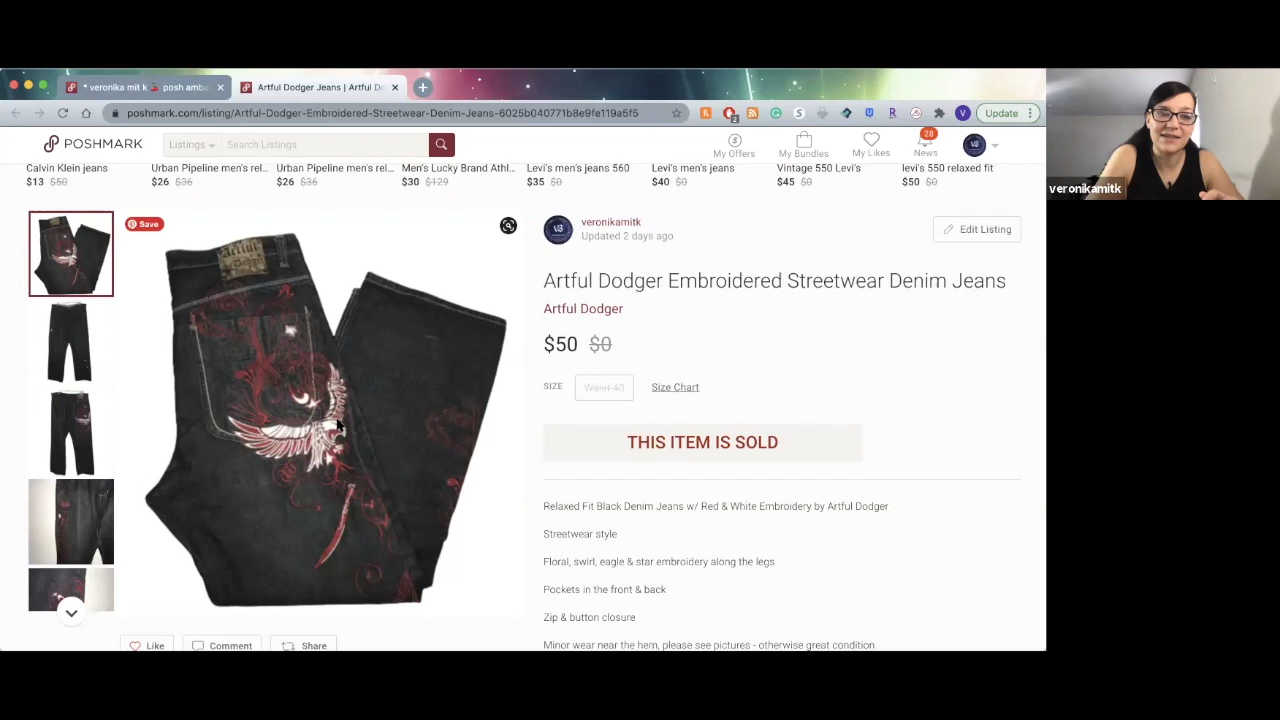 * veronika mit k 🍒 posh amba
Artful Dodger Jeans | Artful Do
poshmark.com/listing/Artful-Dodger-Embroidered-Streetwear-Denim-Jeans-6025b040771b8e9fe119a5f5
Update
POSHMARK
Listings
Search Listings
My Offers
My Bundles
My Likes
28
News
Calvin Klein jeans
$13 $50
Urban Pipeline men's rel...
$26 $36
Urban Pipeline men's rel...
$26 $36
Men's Lucky Brand Athl...
$30 $129
Levi's men's jeans 560
$35 $0
Levi's men's jeans
$40 $0
Vintage 550 Levi's
$45 $0
levi's 550 relaxed fit
$50 $0
veronikamitk
Save
Artful
Dodger
veronikamitk
Updated 2 days ago
Edit Listing
Artful Dodger Embroidered Streetwear Denim Jeans
Artful Dodger
$50 $0
SIZE
Waist 40
Size Chart
THIS ITEM IS SOLD
Relaxed Fit Black Denim Jeans w/ Red & White Embroidery by Artful Dodger
Streetwear style
Floral, swirl, eagle & star embroidery along the legs
Pockets in the front & back
Zip & button closure
Minor wear near the hem, please see pictures - otherwise great condition
Like
Comment
Share